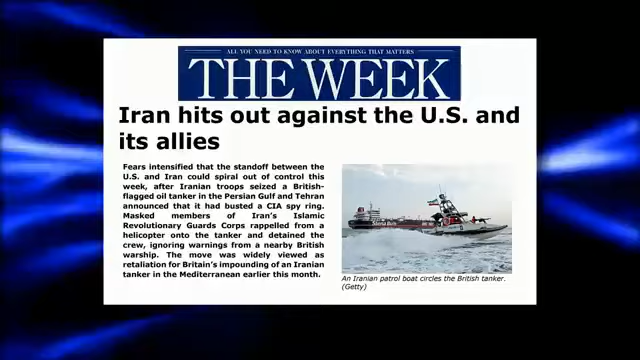 ALL YOU NEED TO KNOW ABOUT EVERYTHING THAT MATTERS
THE WEEK
Iran hits out against the U.S. and
its allies
Fears intensified that the standoff between the
U.S. and Iran could spiral out of control this
week, after Iranian troops seized a British-
flagged oil tanker in the Persian Gulf and Tehran
announced that it had busted a CIA spy ring.
Masked members of Iran's Islamic
Revolutionary Guards Corps rappelled from a
helicopter onto the tanker and detained the
crew, ignoring warnings from a nearby British
warship. The move was widely viewed as
retaliation for Britain's impounding of an Iranian
tanker in the Mediterranean earlier this month.
An Iranian patrol boat circles the British tanker.
(Getty)